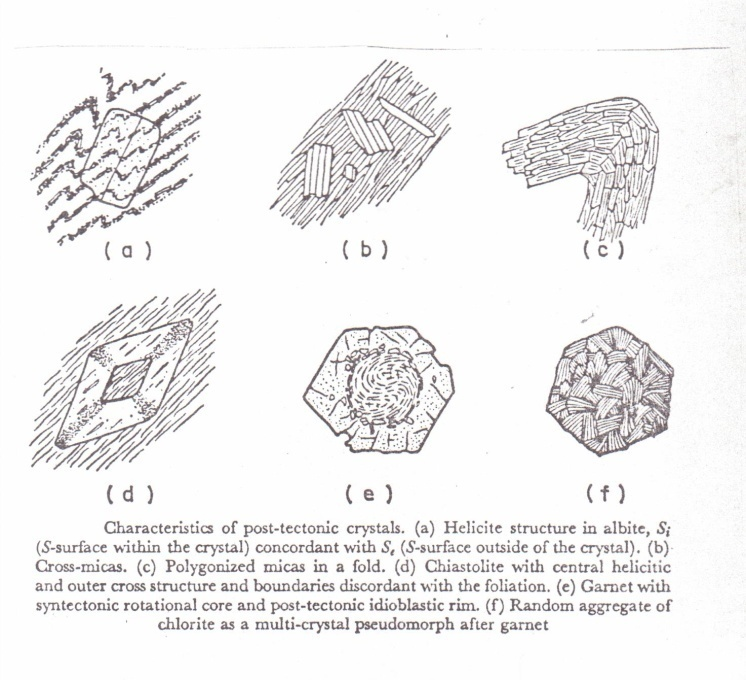 (a)
(b)
(c)
(d)
(e)
(f)
Characteristics of post-tectonic crystals. (a) Helicite structure in albite, Si
(S-surface within the crystal) concordant with Se (S-surface outside of the crystal). (b)
Cross-micas. (c) Polygonized micas in a fold. (d) Chiastolite with central helicitic
and outer cross structure and boundaries discordant with the foliation. (e) Garnet with
syntectonic rotational core and post-tectonic idioblastic rim. (f) Random aggregate of
chlorite as a multi-crystal pseudomorph after garnet